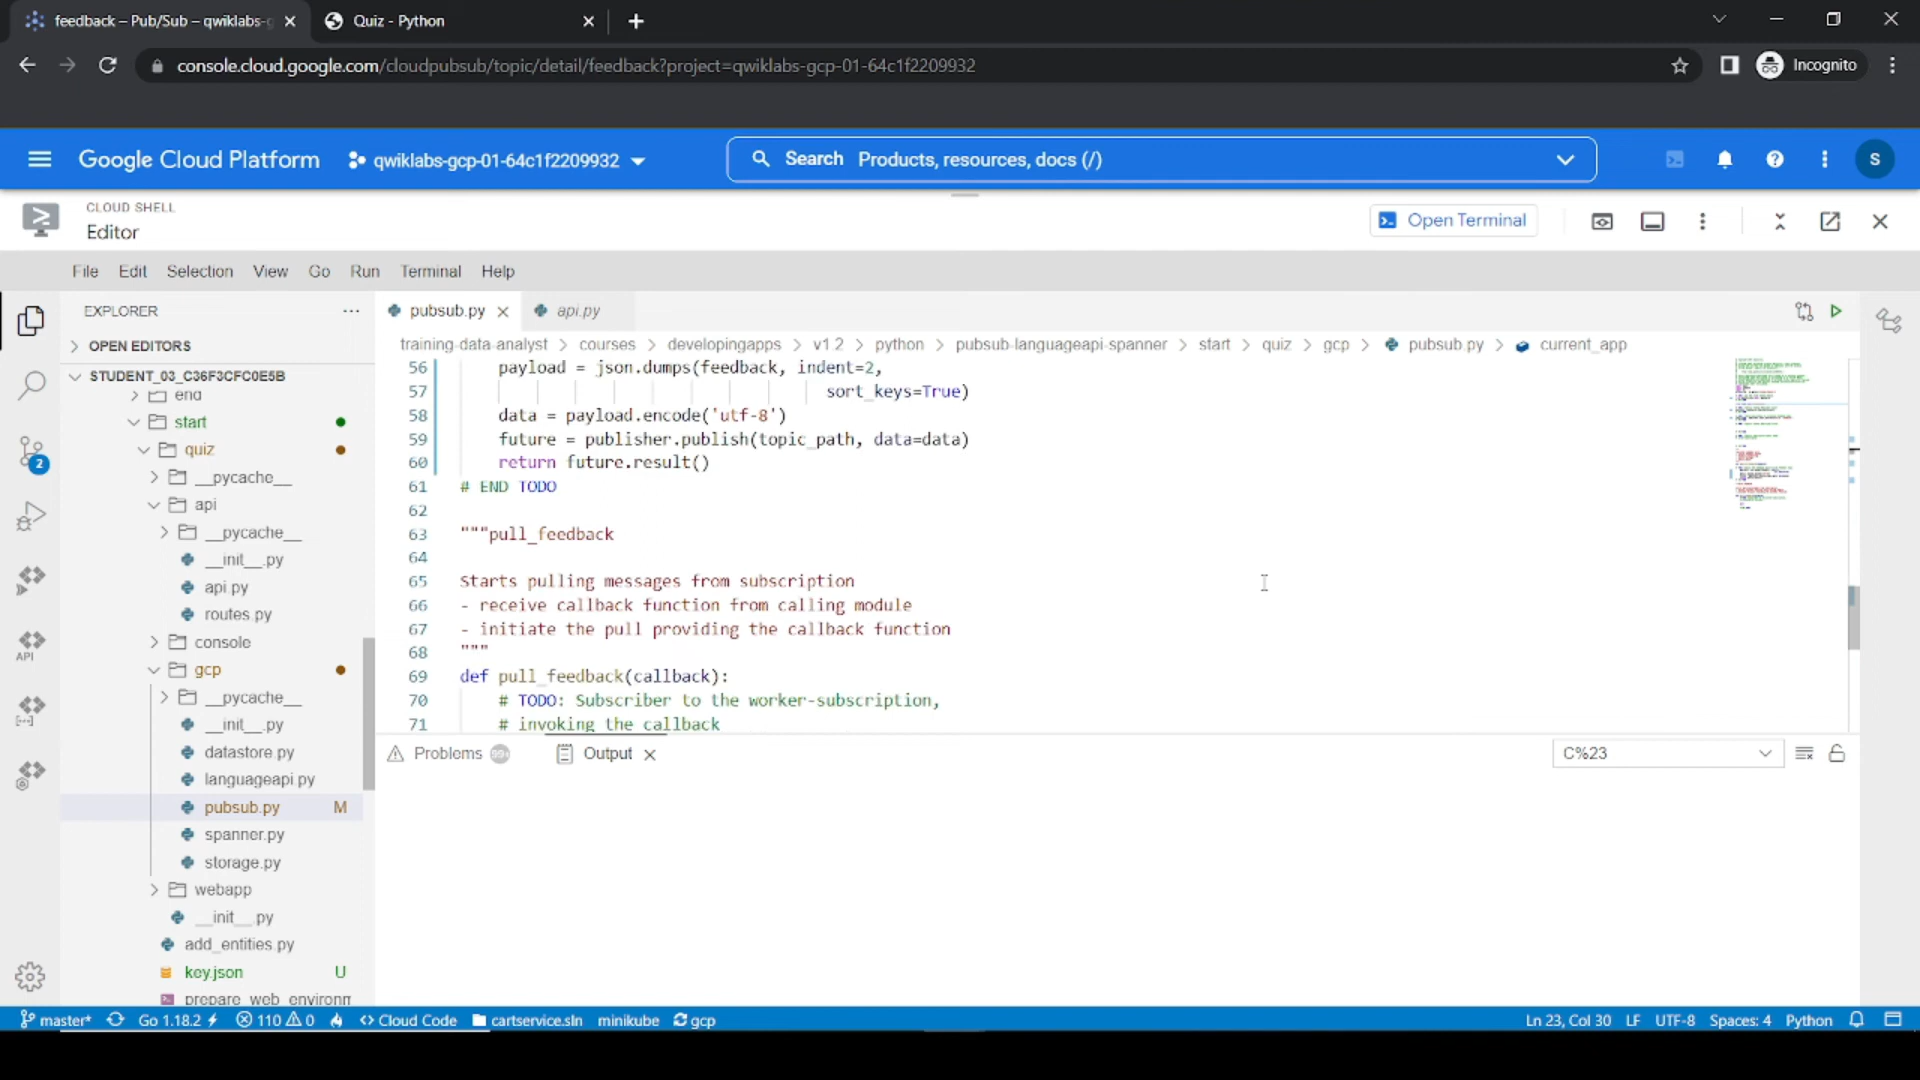 feedback – Pub/Sub – qwiklabs-g
Quiz - Python
console.cloud.google.com/cloudpubsub/topic/detail/feedback?project=qwiklabs-gcp-01-64c1f2209932
Incognito
Google Cloud Platform
qwiklabs-gcp-01-64c1f2209932
Search Products, resources, docs (/)
S
CLOUD SHELL
Editor
Open Terminal
File Edit Selection View Go Run Terminal Help
EXPLORER
pubsub.py
api.py
OPEN EDITORS
training-data-analyst > courses > developingapps > v1.2 > python > pubsub-languageapi-spanner > start > quiz > gcp > pubsub.py > current_app
STUDENT_03_C36F3CFC0E5B
end
start
quiz
__pycache__
api
__pycache__
__init__.py
api.py
routes.py
console
gcp
__pycache__
__init__.py
datastore.py
languageapi.py
pubsub.py M
spanner.py
storage.py
webapp
__init__.py
add_entities.py
key.json U
prepare_web_environm
2
API
56 payload = json.dumps(feedback, indent=2,
57 sort_keys=True)
58 data = payload.encode('utf-8')
59 future = publisher.publish(topic_path, data=data)
60 return future.result()
61 # END TODO
62
63 """pull_feedback
64
65 Starts pulling messages from subscription
66 - receive callback function from calling module
67 - initiate the pull providing the callback function
68 """
69 def pull_feedback(callback):
70 # TODO: Subscriber to the worker-subscription,
71 # invoking the callback
Problems 99+
Output
C%23
master* Go 1.18.2 110 0 <> Cloud Code cartservice.sln minikube gcp
Ln 23, Col 30 LF UTF-8 Spaces: 4 Python